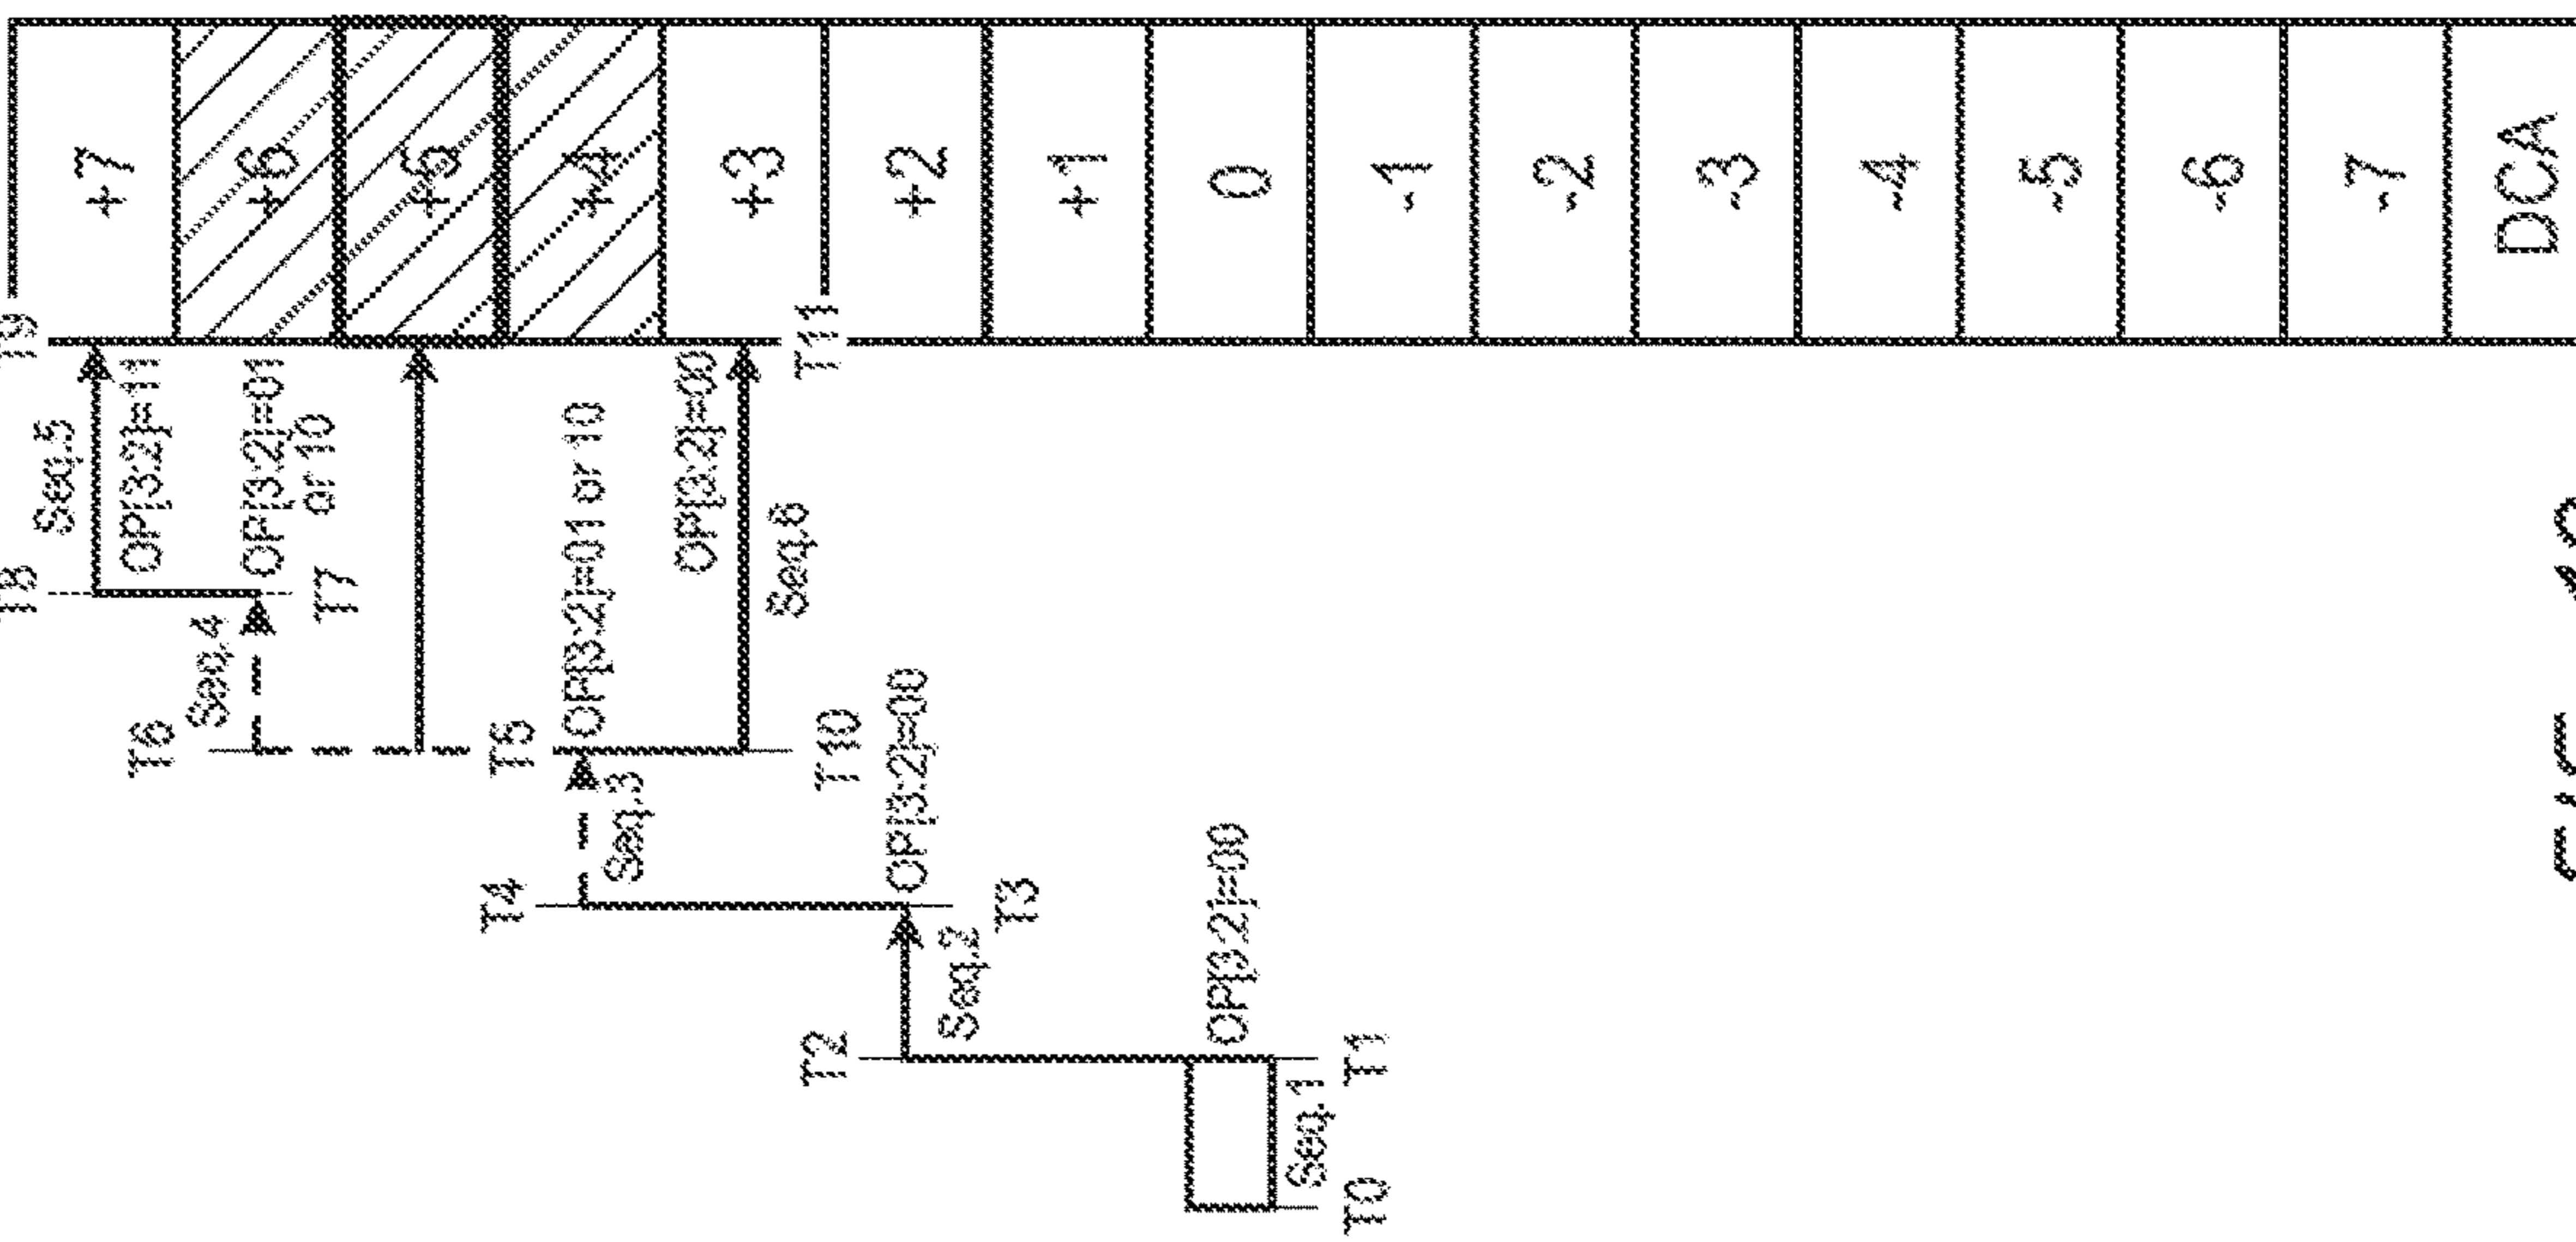 T8
T9
Seq.5
+7
OP[3:2]=11
T6
Seq.4
OP[3:2]=01
or 10
+6
T7
+5
T4
T5
OP[3:2]=01 or 10
+4
Seq.3
OP[3:2]=00
+3
Seq.6
T11
T2
T10
OP[3:2]=00
+2
Seq.2
T3
+1
OP[3:2]=00
0
Seq.1
T0
T1
-1
-2
-3
-4
-5
-6
-7
DCA